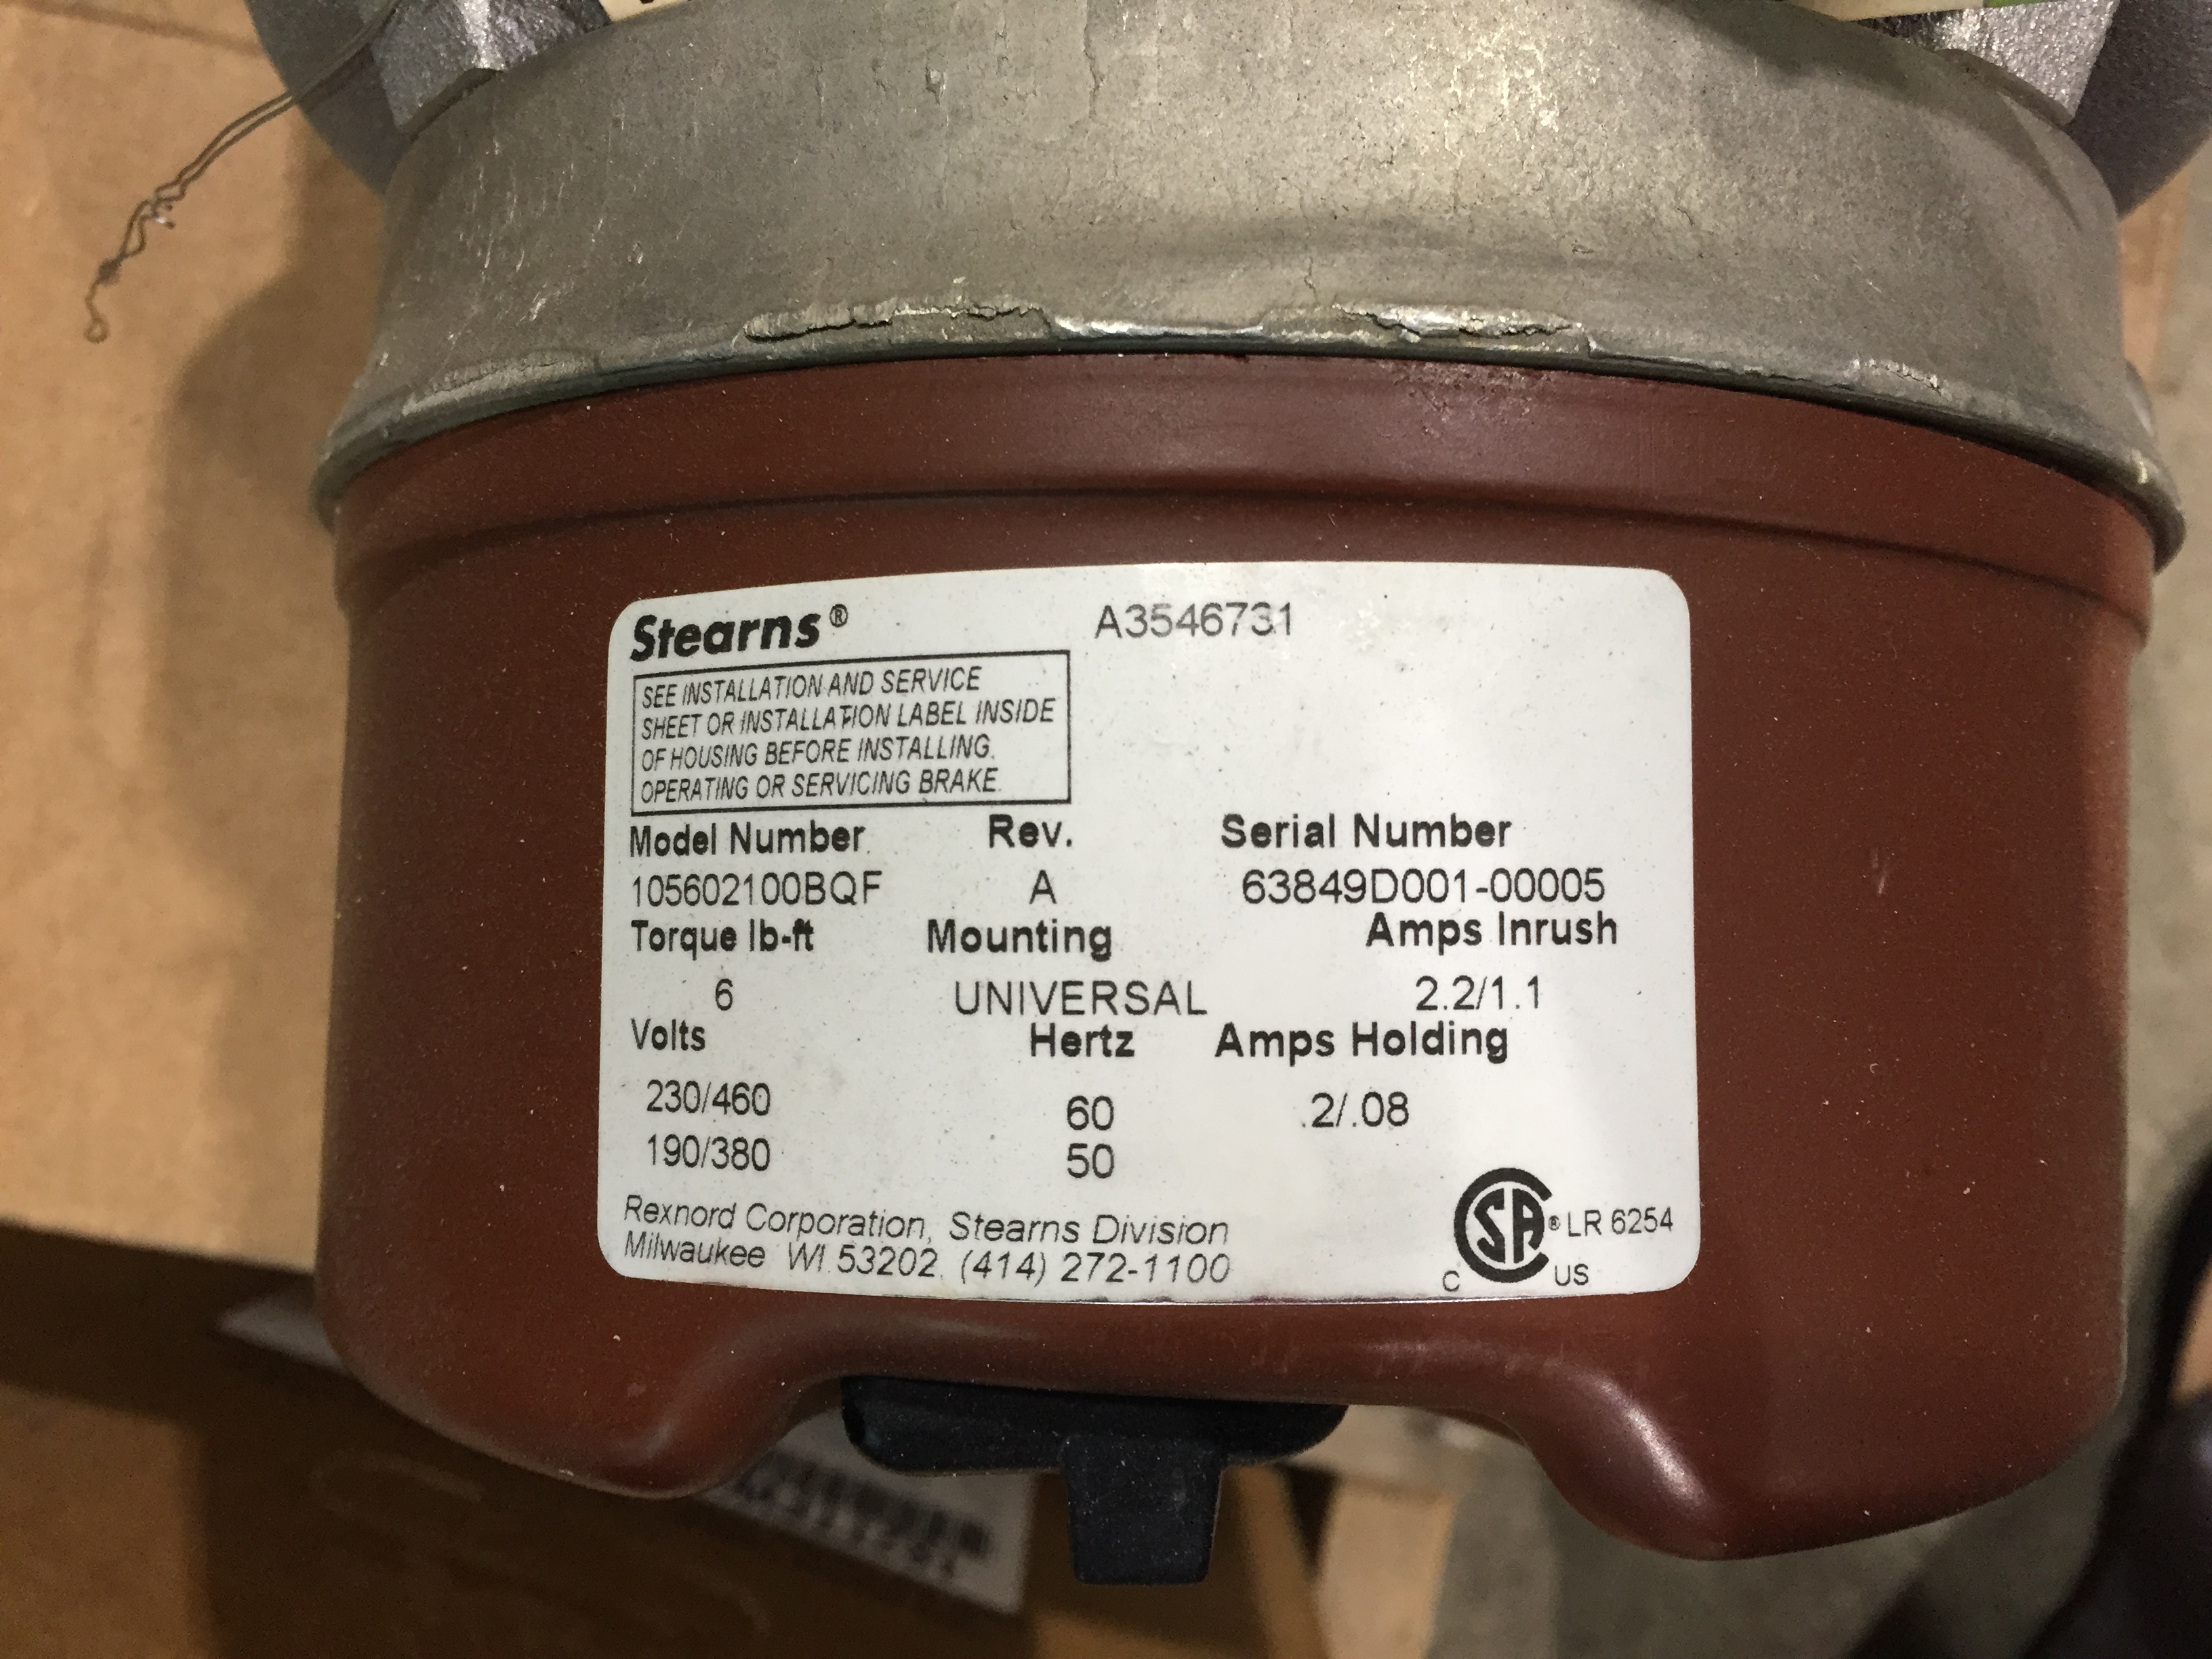 Stearns® A3546731
SEE INSTALLATION AND SERVICE
SHEET OR INSTALLATION LABEL INSIDE
OF HOUSING BEFORE INSTALLING,
OPERATING OR SERVICING BRAKE.
Model Number Rev. Serial Number
105602100BQF A 63849D001-00005
Torque lb-ft Mounting Amps Inrush
6 UNIVERSAL 2.2/1.1
Volts Hertz Amps Holding
230/460 60 .2/.08
190/380 50
Rexnord Corporation, Stearns Division
Milwaukee WI 53202 (414) 272-1100
C SA ® LR 6254
C US